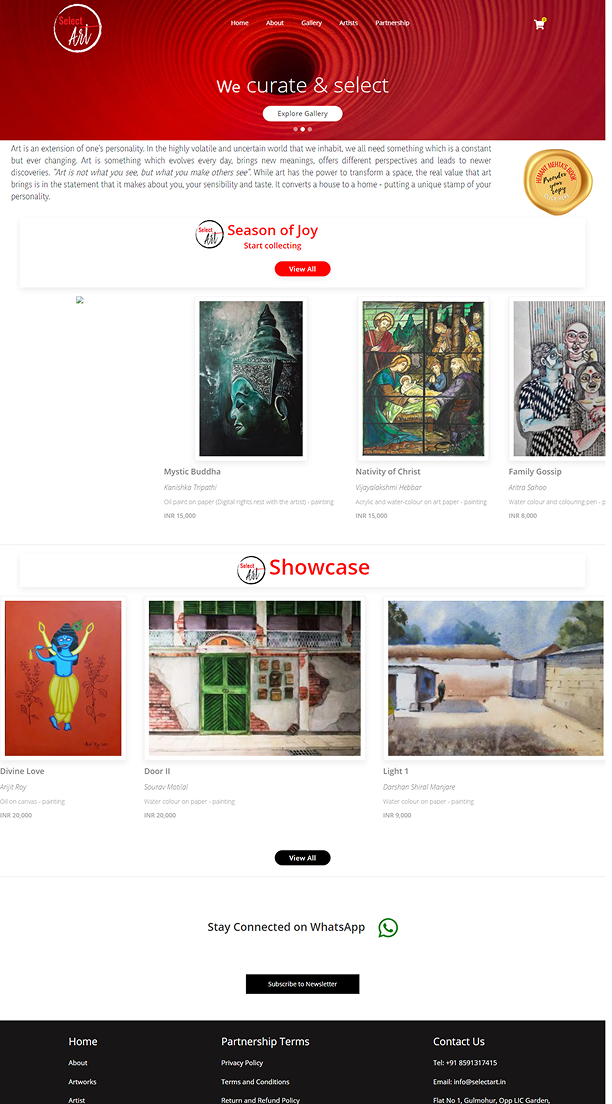 Select
Art
Home About Gallery Artists Partnership
We curate & select
Explore Gallery
Art is an extension of one's personality. In the highly volatile and uncertain world that we inhabit, we all need something which is a constant
but ever changing. Art is something which evolves every day, brings new meanings, offers different perspectives and leads to newer
discoveries. "Art is not what you see, but what you make others see". While art has the power to transform a space, the real value that art
brings is in the statement that it makes about you, your sensibility and taste. It converts a house to a home - putting a unique stamp of your
personality.
HEMANT MEHTA'S BOOK
Preorder
your
copy
CLICK HERE
Select
Art
Season of Joy
Start collecting
View All
Mystic Buddha
Kanishka Tripathi
Oil paint on paper (Digital rights rest with the artist) - painting
INR 15,000
Nativity of Christ
Vijayalakshmi Hebbar
Acrylic and water-colour on art paper - painting
INR 15,000
Family Gossip
Aritra Sahoo
Water colour and colouring pen - p
INR 8,000
Select
Art
Showcase
Divine Love
Arijit Roy
Oil on canvas - painting
INR 20,000
Door II
Sourav Motilal
Water colour on paper - painting
INR 20,000
Light 1
Darshan Shiral Manjare
Water colour on paper - painting
INR 9,000
View All
Stay Connected on WhatsApp
Subscribe to Newsletter
Home
About
Artworks
Artist
Partnership Terms
Privacy Policy
Terms and Conditions
Return and Refund Policy
Contact Us
Tel: +91 8591317415
Email: info@selectart.in
Flat No 1, Gulmohur, Opp LIC Garden,